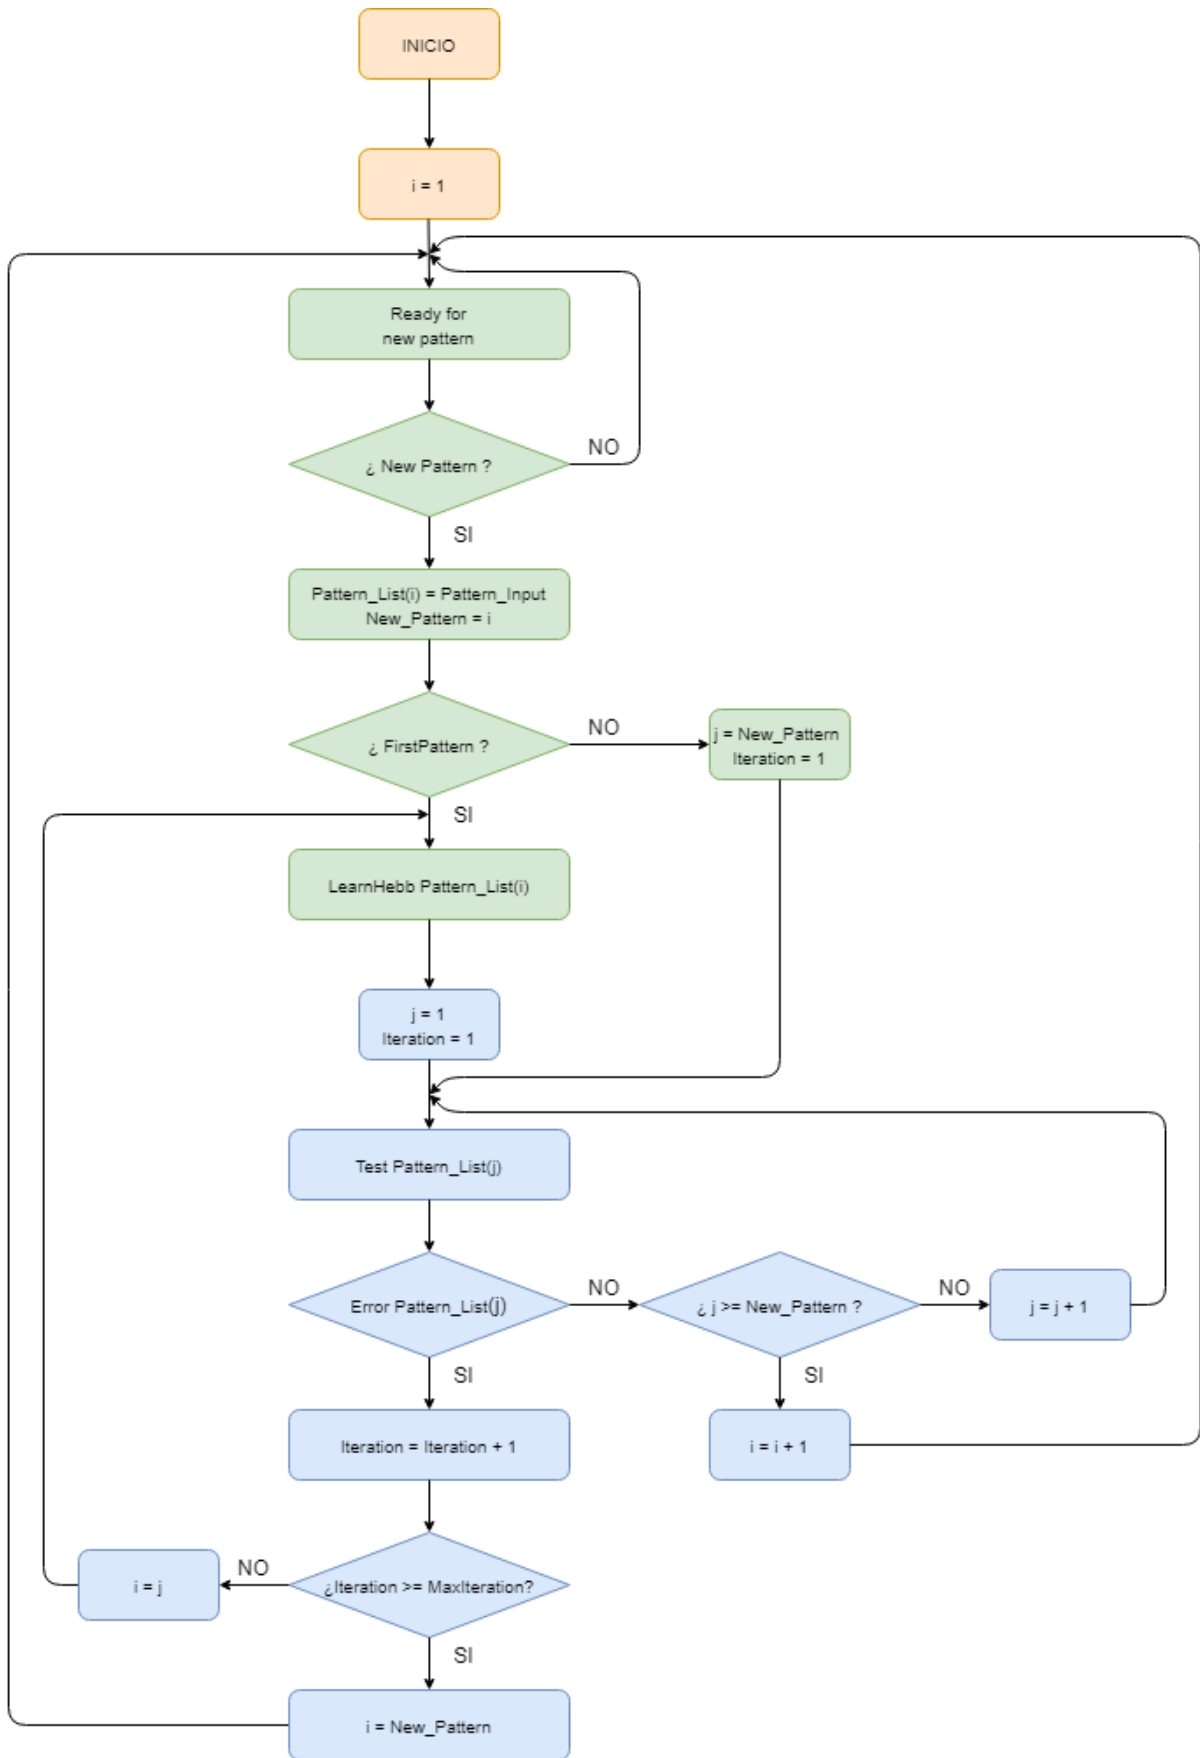 INICIO
i = 1
Ready for
new pattern
¿ New Pattern ?
NO
SI
Pattern_List(i) = Pattern_Input
New_Pattern = i
¿ FirstPattern ?
NO
j = New_Pattern
Iteration = 1
SI
LearnHebb Pattern_List(i)
j = 1
Iteration = 1
Test Pattern_List(j)
Error Pattern_List(j)
NO
¿ j >= New_Pattern ?
NO
j = j + 1
SI
SI
Iteration = Iteration + 1
i = i + 1
i = j
NO
¿Iteration >= MaxIteration?
SI
i = New_Pattern